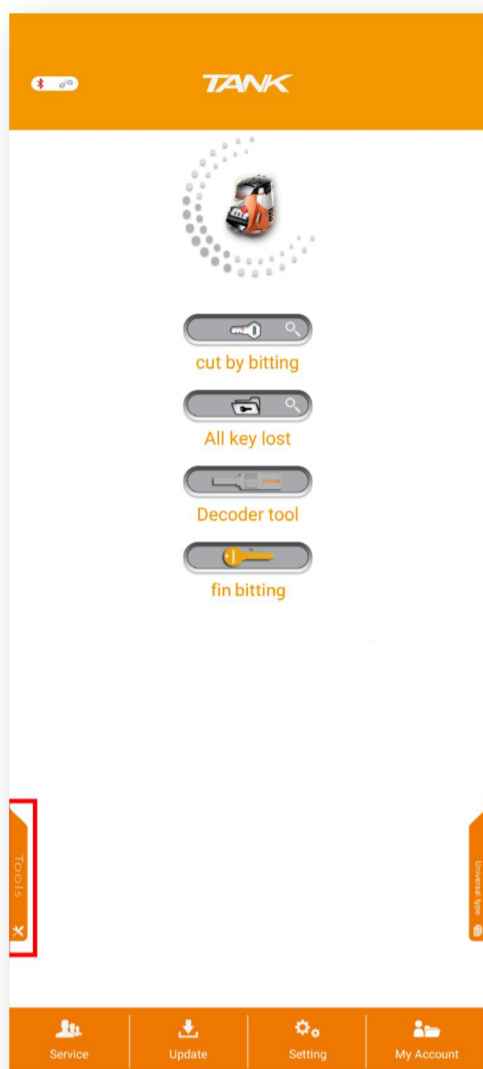 TANK
cut by bitting
All key lost
Decoder tool
fin bitting
Tools
Universal type
Service
Update
Setting
My Account